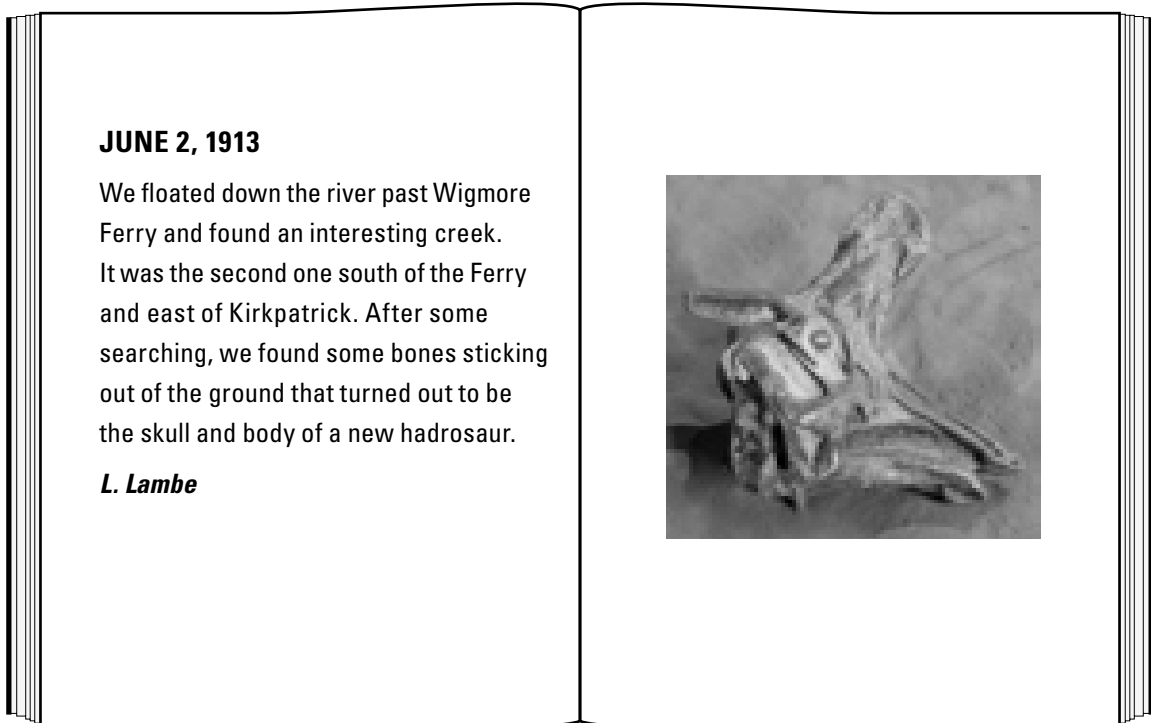 JUNE 2, 1913
We floated down the river past Wigmore
Ferry and found an interesting creek.
It was the second one south of the Ferry
and east of Kirkpatrick. After some
searching, we found some bones sticking
out of the ground that turned out to be
the skull and body of a new hadrosaur.
L. Lambe